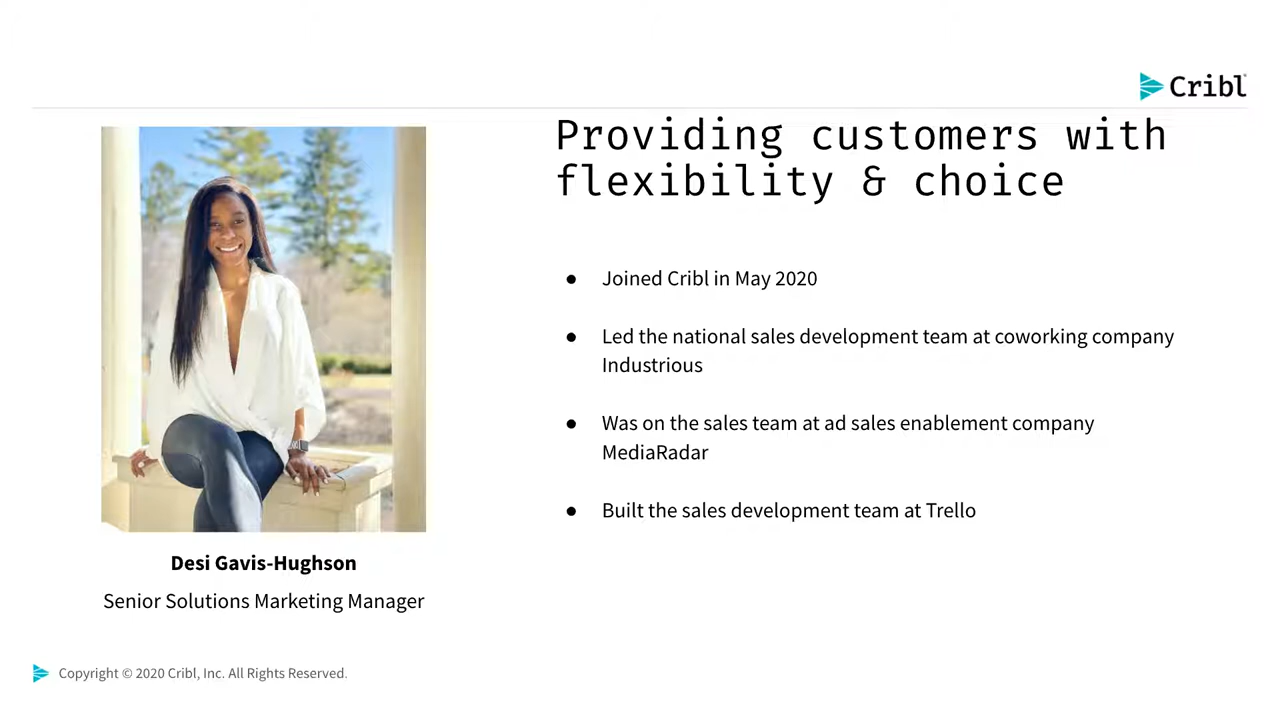 Cribl
Providing customers with
flexibility & choice
● Joined Cribl in May 2020
● Led the national sales development team at coworking company
Industrious
● Was on the sales team at ad sales enablement company
MediaRadar
● Built the sales development team at Trello
Desi Gavis-Hughson
Senior Solutions Marketing Manager
Copyright © 2020 Cribl, Inc. All Rights Reserved.